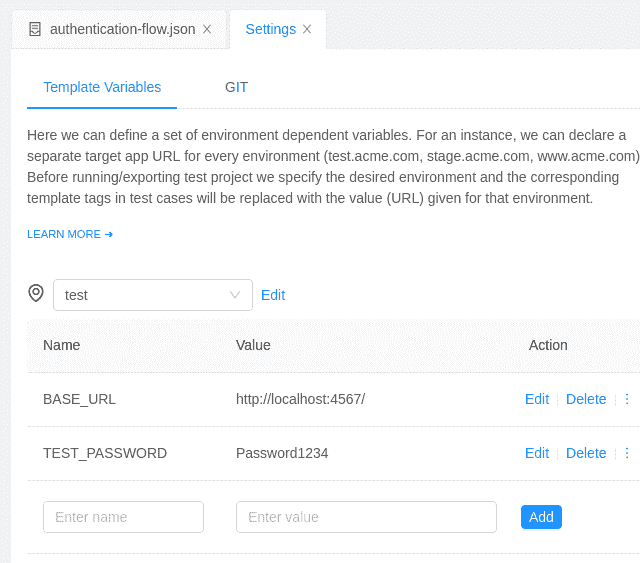 authentication-flow.json Settings
Template Variables GIT
Here we can define a set of environment dependent variables. For an instance, we can declare a
separate target app URL for every environment (test.acme.com, stage.acme.com, www.acme.com)
Before running/exporting test project we specify the desired environment and the corresponding
template tags in test cases will be replaced with the value (URL) given for that environment.
LEARN MORE ➔
test Edit
Name Value Action
BASE_URL http://localhost:4567/ Edit Delete
TEST_PASSWORD Password1234 Edit Delete
Enter name Enter value Add